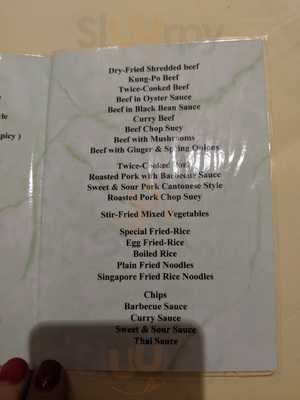 Dry-Fried Shredded beef
Kung-Po Beef
Twice-Cooked Beef
Beef in Oyster Sauce
Beef in Black Bean Sauce
Curry Beef
Beef Chop Suey
Beef with Mushrooms
Beef with Ginger & Spring Onions
Twice-Cooked Pork
Roasted Pork with Barbecue Sauce
Sweet & Sour Pork Cantonese Style
Roasted Pork Chop Suey
Stir-Fried Mixed Vegetables
Special Fried-Rice
Egg Fried-Rice
Boiled Rice
Plain Fried Noodles
Singapore Fried Rice Noodles
Chips
Barbecue Sauce
Curry Sauce
Sweet & Sour Sauce
Thai Sauce